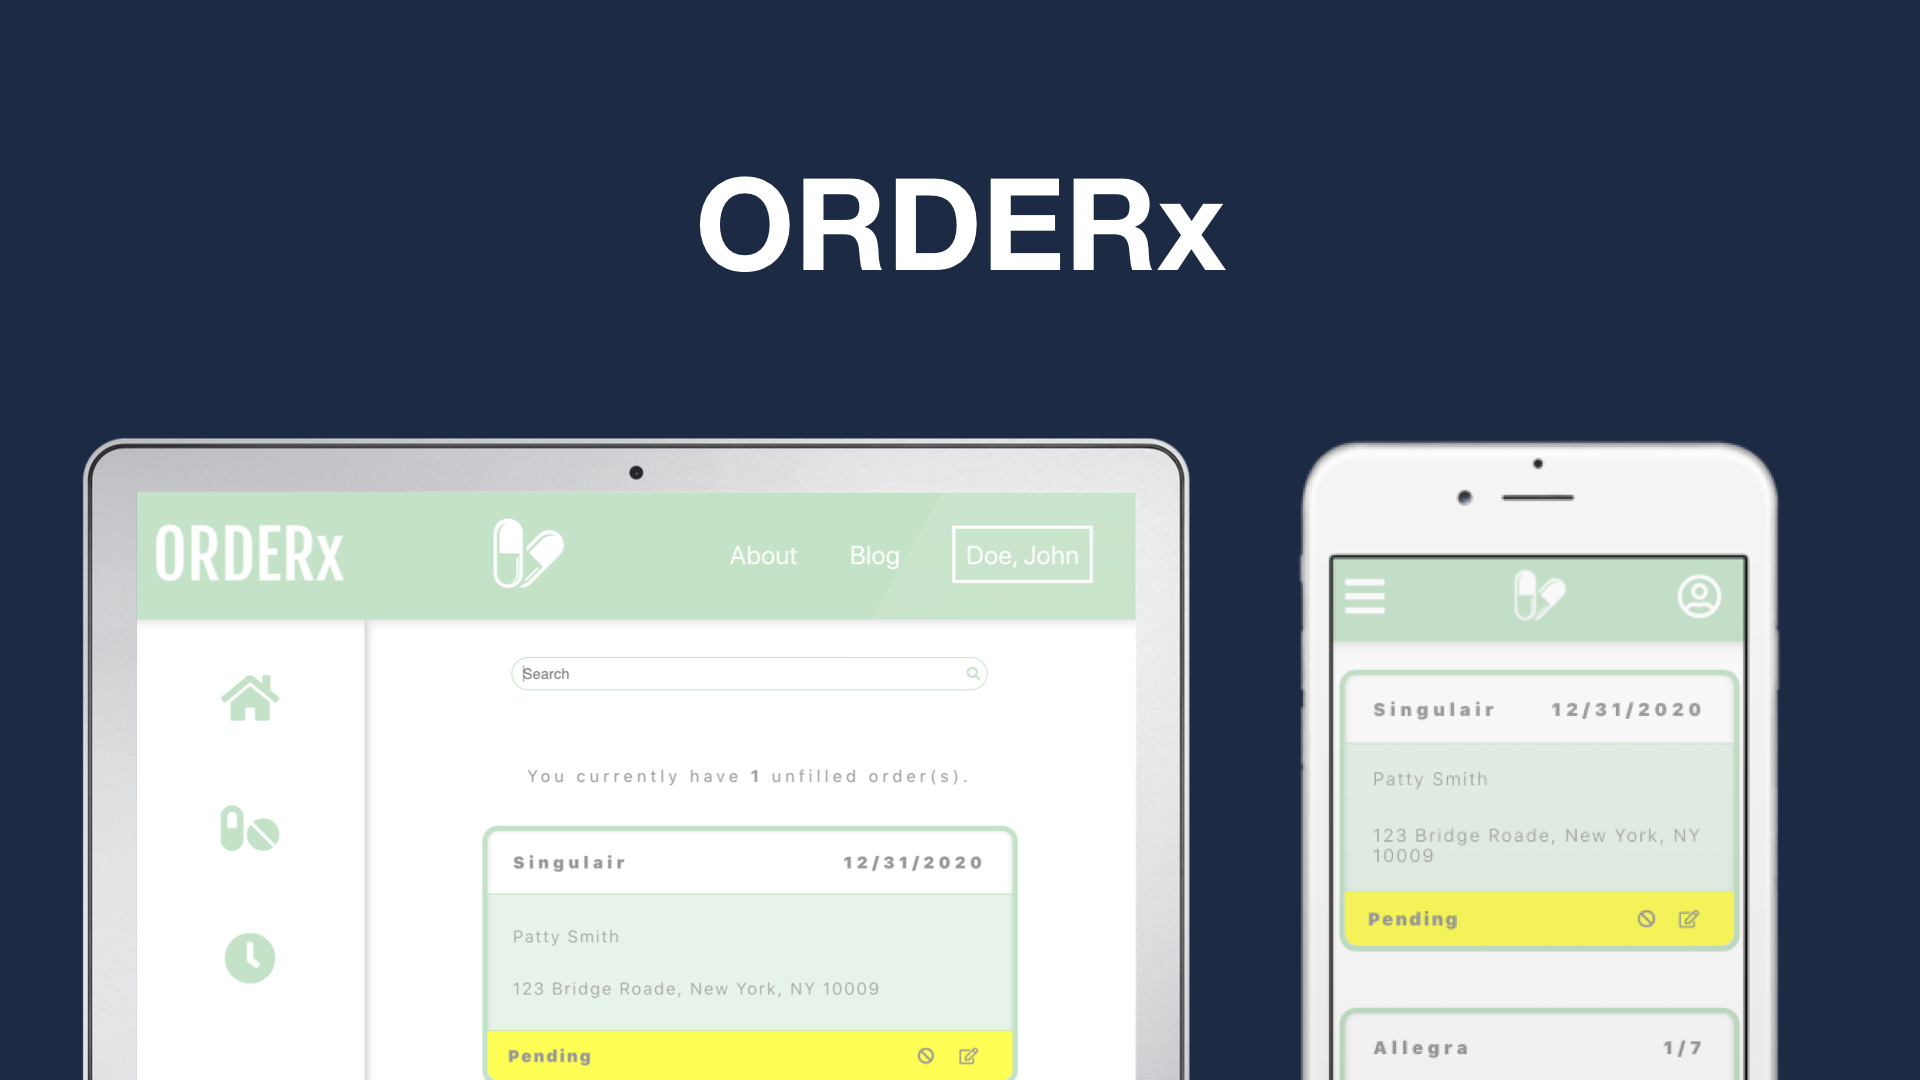 ORDERx
ORDERx
About
Blog
Doe, John
Search
You currently have 1 unfilled order(s).
Singulair 12/31/2020
Patty Smith
123 Bridge Roade, New York, NY 10009
Pending
Singulair 12/31/2020
Patty Smith
123 Bridge Roade, New York, NY
10009
Pending
Allegra 1/7